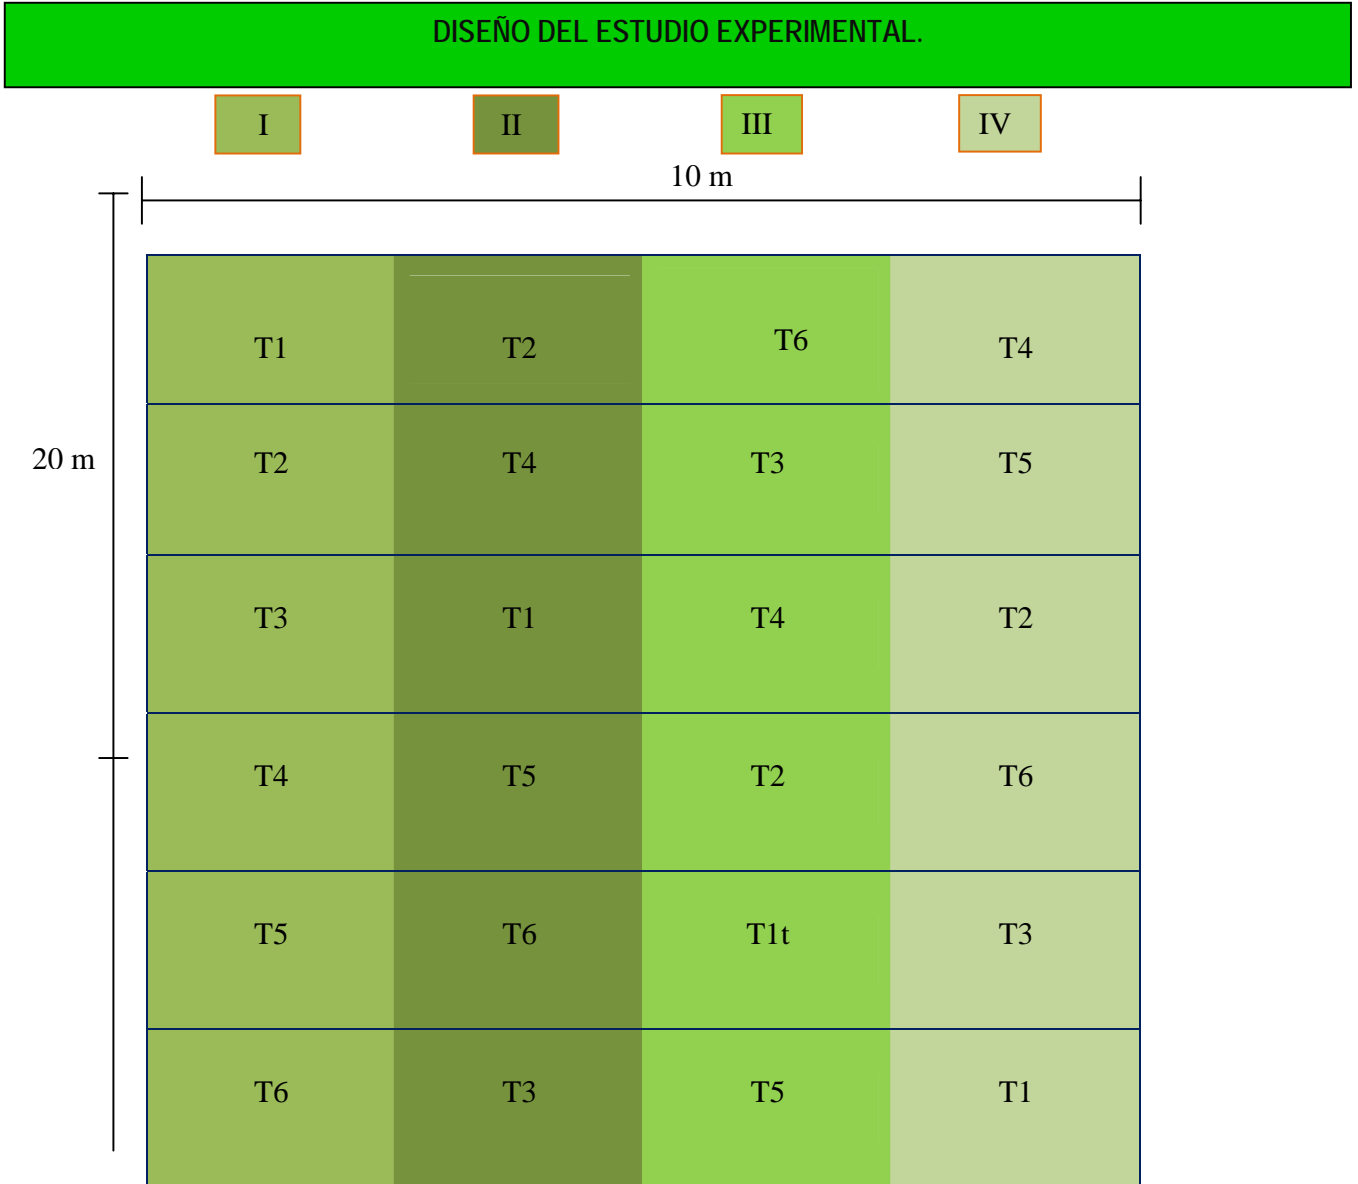 DISEÑO DEL ESTUDIO EXPERIMENTAL.
I II III IV
10 m
T1 T2 T6 T4
20 m
T2 T4 T3 T5
T3 T1 T4 T2
T4 T5 T2 T6
T5 T6 T1t T3
T6 T3 T5 T1